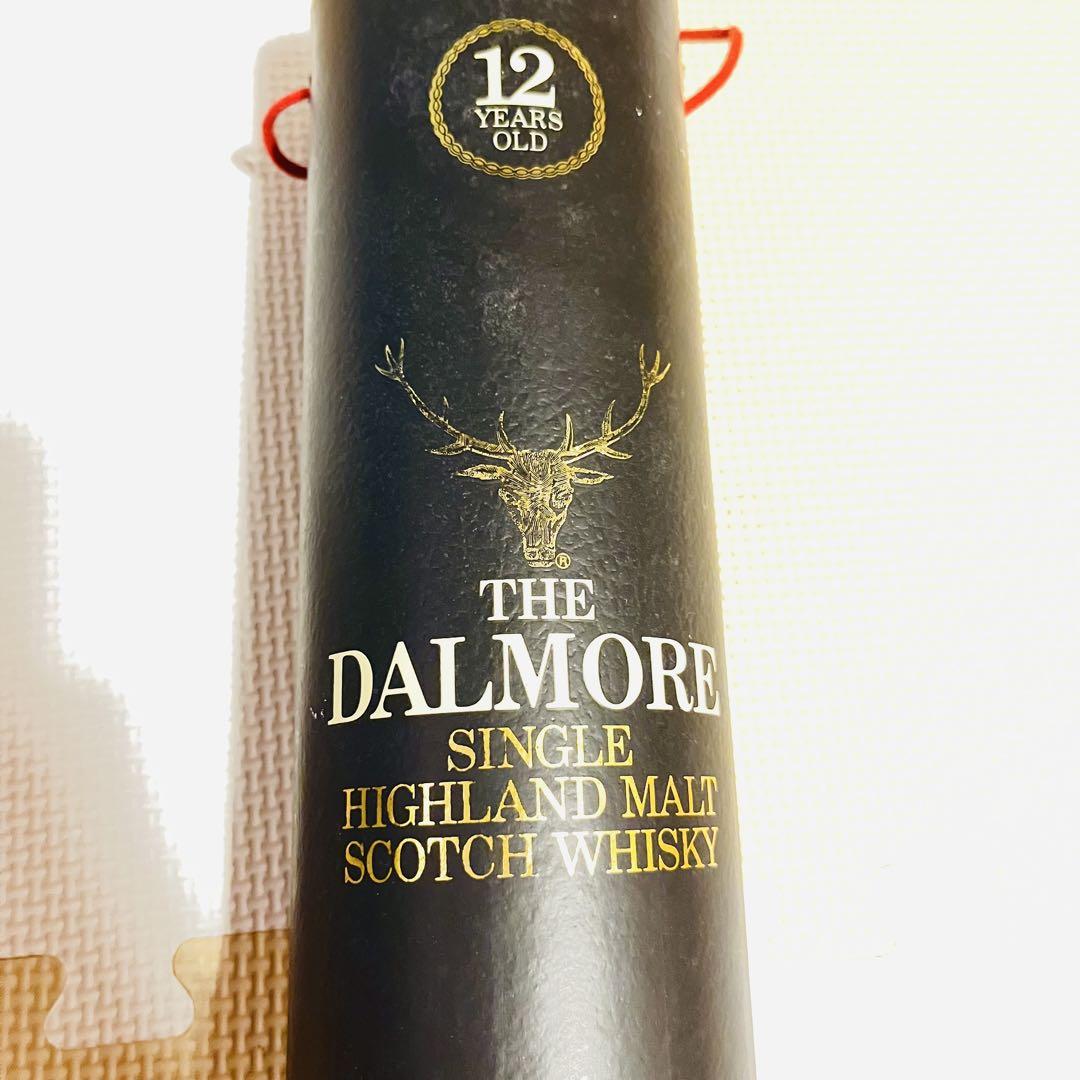 12
YEARS
OLD
®
THE
DALMORE
SINGLE
HIGHLAND MALT
SCOTCH WHISKY